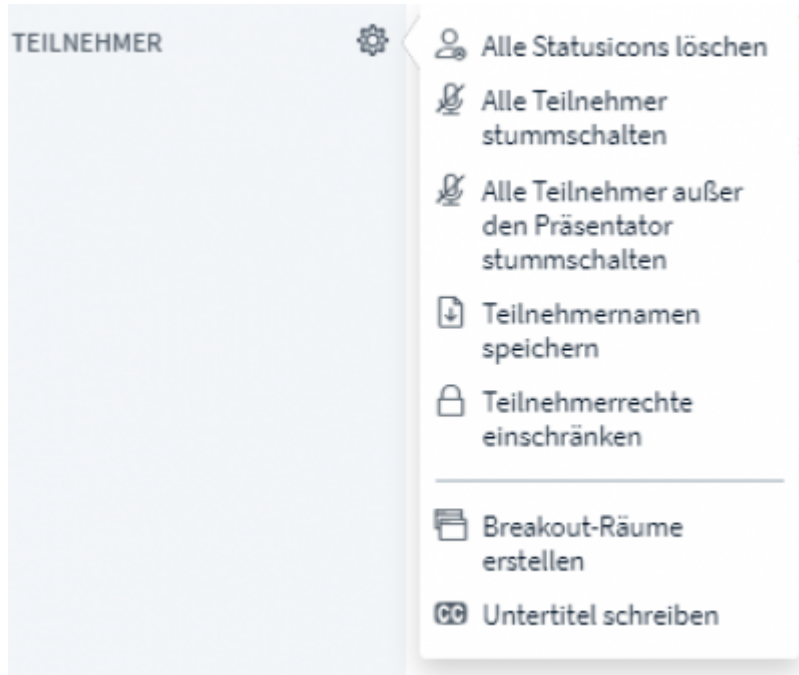 TEILNEHMER
Alle Statusicons löschen
Alle Teilnehmer
stummschalten
Alle Teilnehmer außer
den Präsentator
stummschalten
Teilnehmernamen
speichern
Teilnehmerrechte
einschränken
Breakout-Räume
erstellen
CC Untertitel schreiben